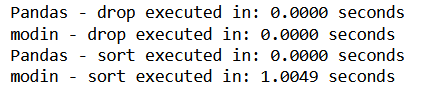 Pandas - drop executed in: 0.0000 seconds
modin - drop executed in: 0.0000 seconds
Pandas - sort executed in: 0.0000 seconds
modin - sort executed in: 1.0049 seconds